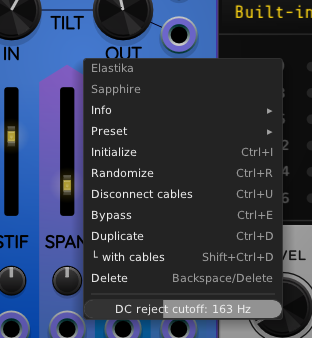 Built-in
TILT
IN
OUT
Elastika
Sapphire
Info ▸
Preset ▸
Initialize Ctrl+I
Randomize Ctrl+R
Disconnect cables Ctrl+U
Bypass Ctrl+E
Duplicate Ctrl+D
└ with cables Shift+Ctrl+D
Delete Backspace/Delete
STIF
SPAN
VEL
DC reject cutoff: 163 Hz